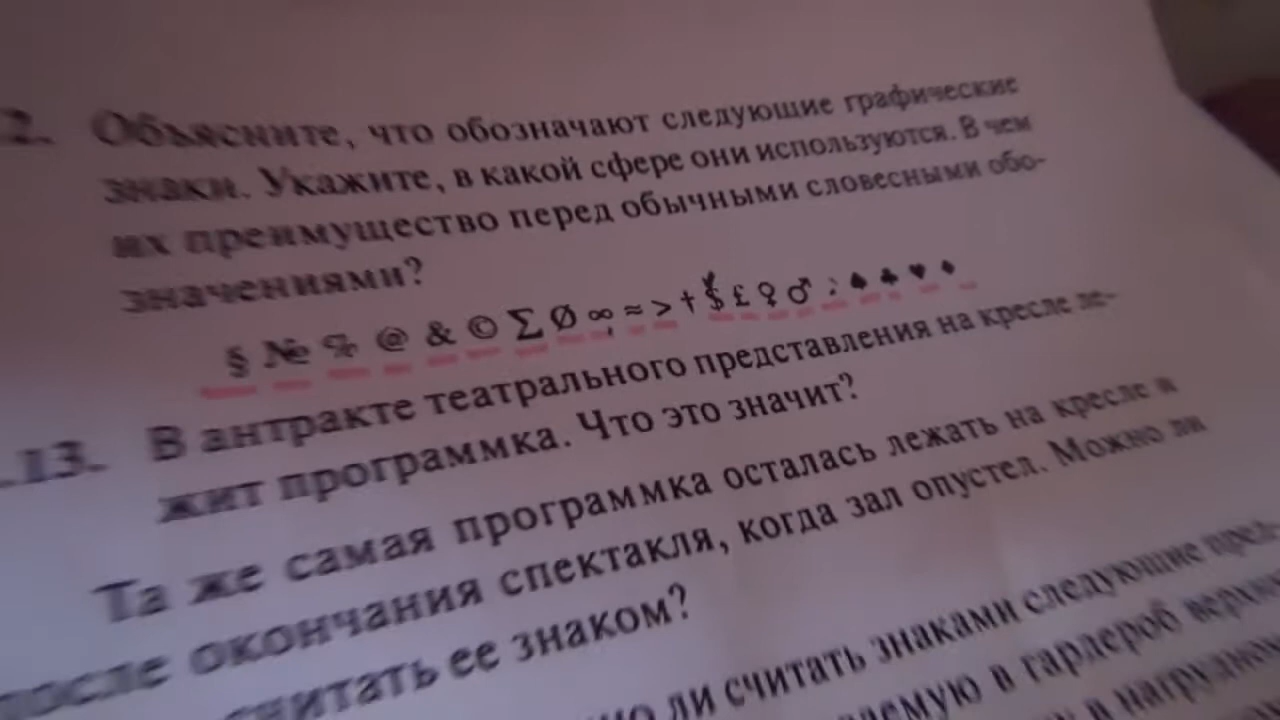 2. Объясните, что обозначают следующие графические
знаки. Укажите, в какой сфере они используются. В чем
их преимущество перед обычными словесными обо-
значениями?
§ № % @ & © ∑ Ø ∞ ≈ > † $ £ ♀ ♂ ; ♠ ♣ ♥ ♦
.13. В антракте театрального представления на кресле ле-
жит программка. Что это значит?
Та же самая программка осталась лежать на кресле и
после окончания спектакля, когда зал опустел. Можно ли
считать ее знаком?
ли считать знаками следующие пред-
в гардероб